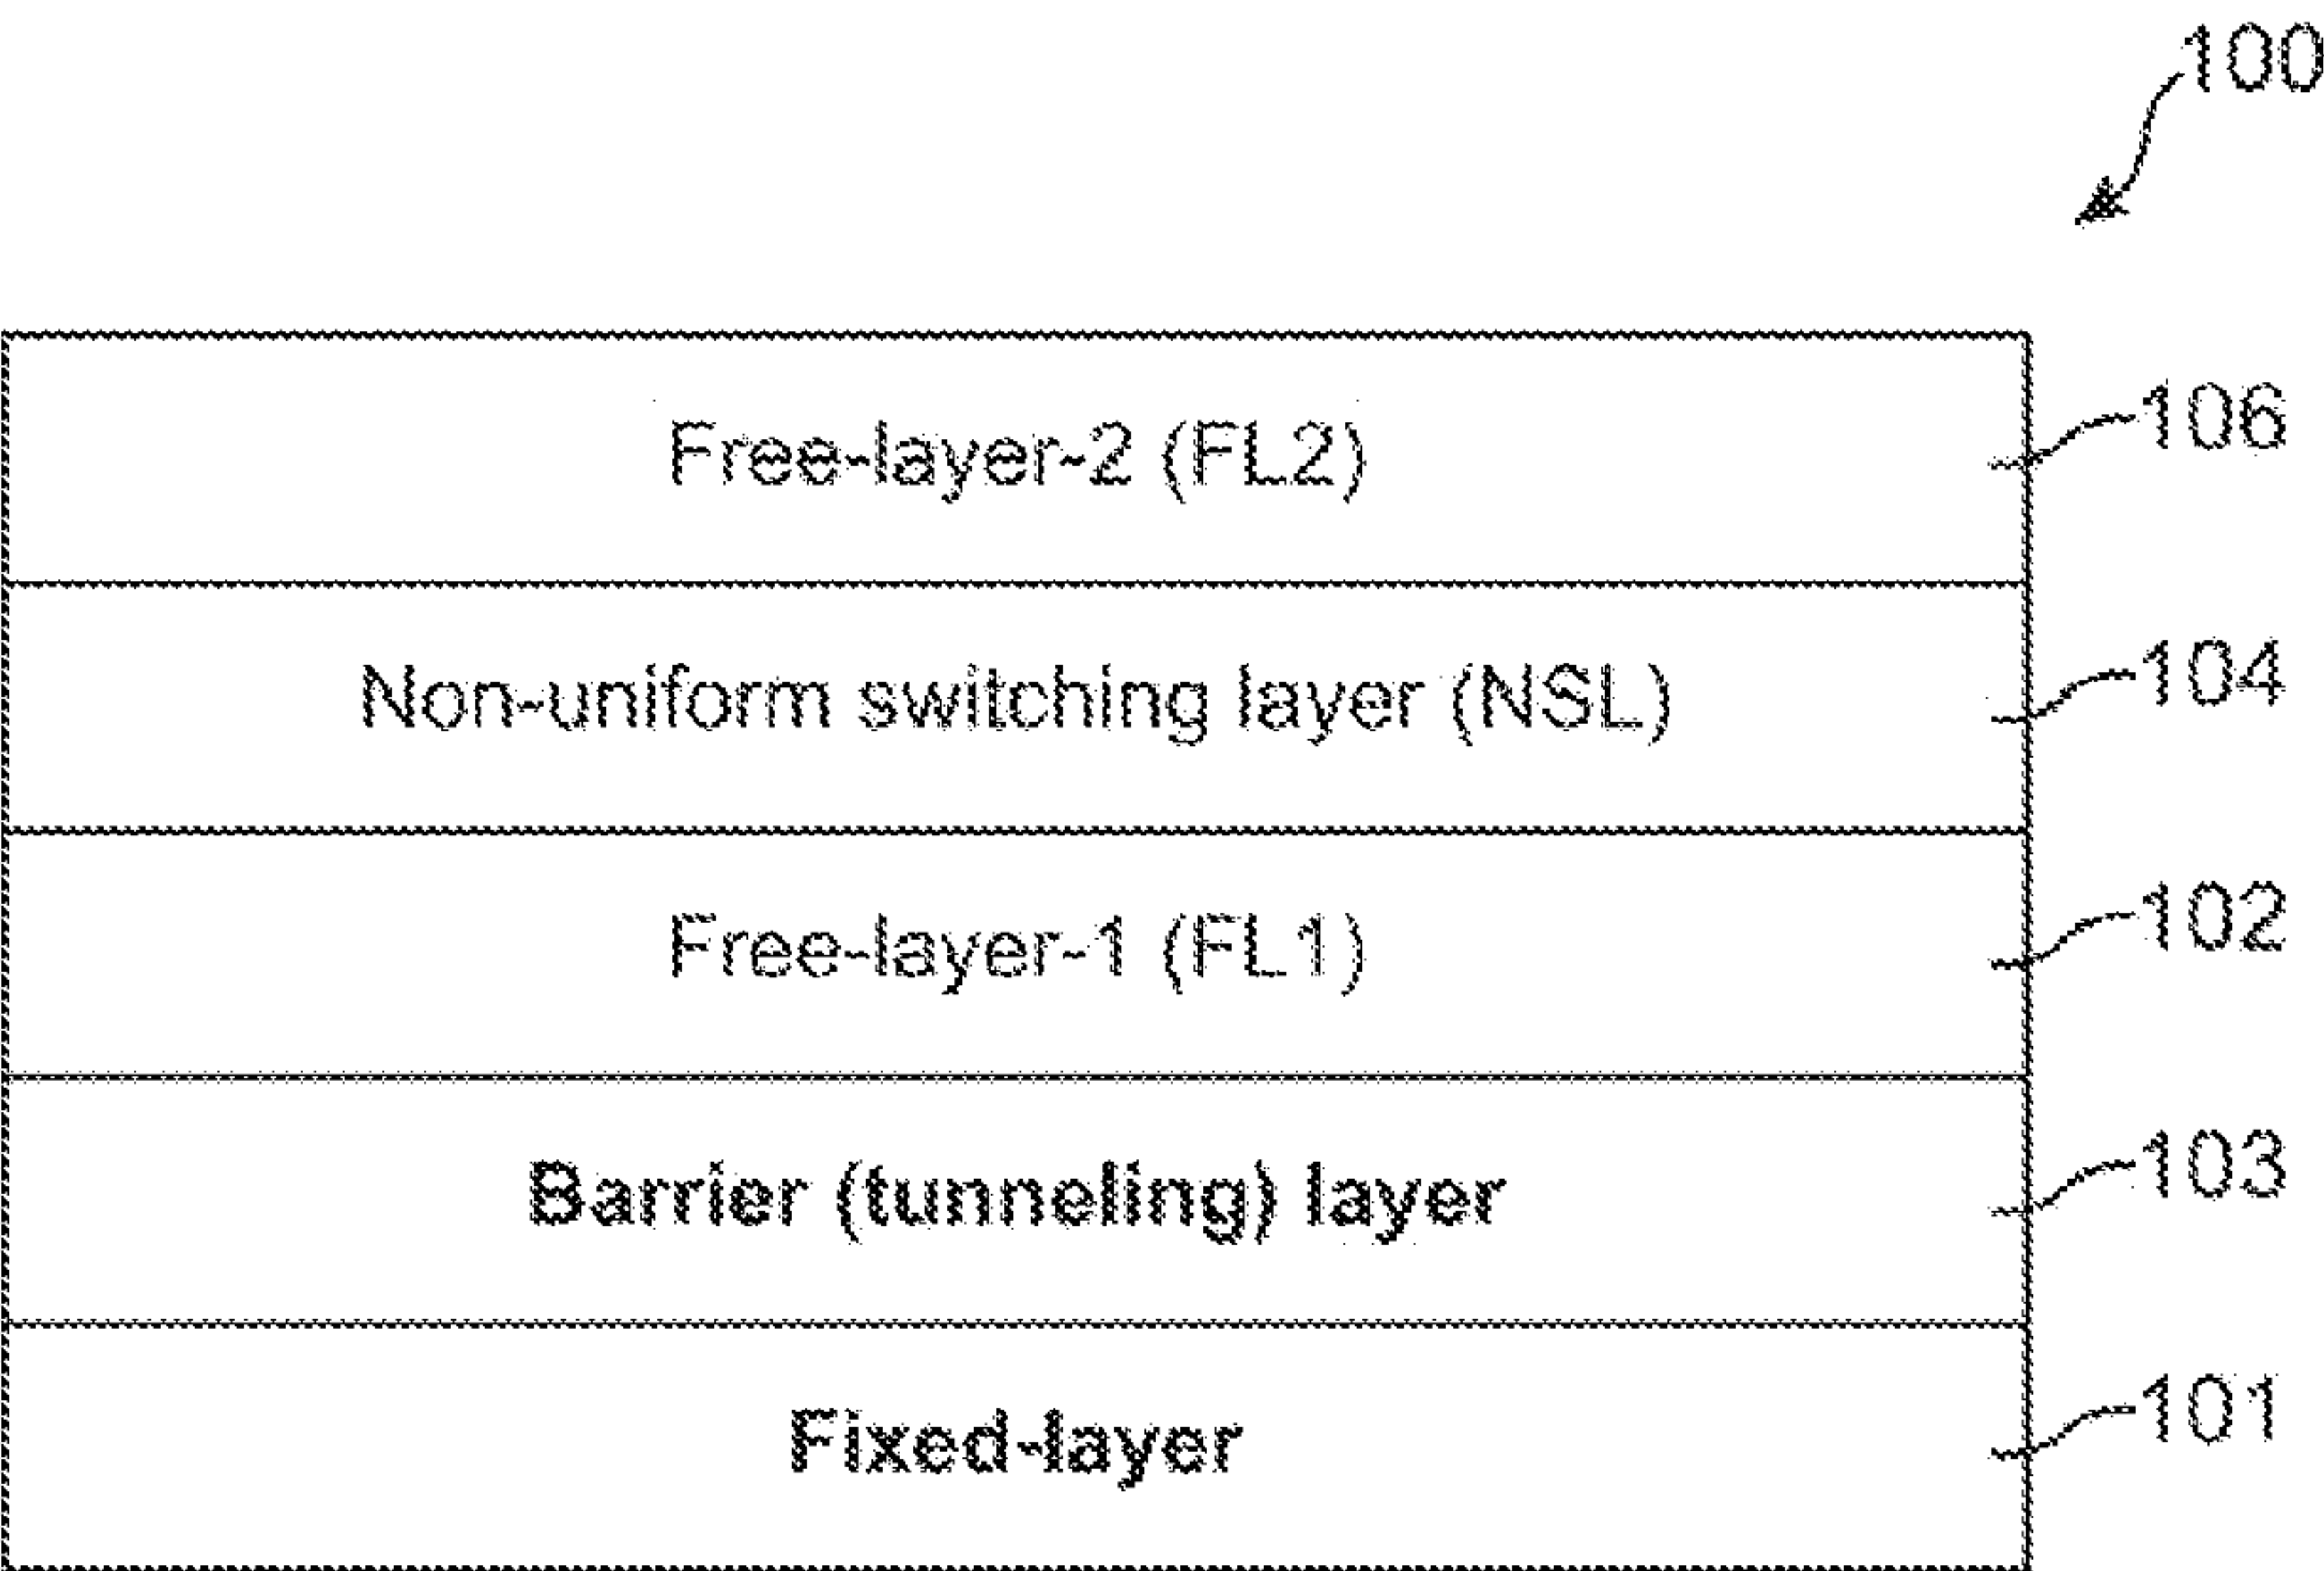 100
Free-layer-2 (FL2) 106
Non-uniform switching layer (NSL) 104
Free-layer-1 (FL1) 102
Barrier (tunneling) layer 103
Fixed-layer 101